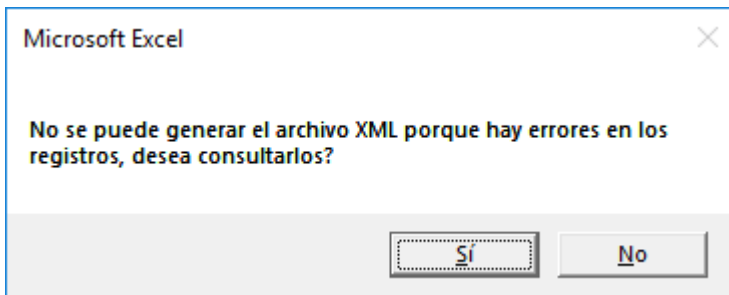 Microsoft Excel
No se puede generar el archivo XML porque hay errores en los
registros, desea consultarlos?
Sí
No